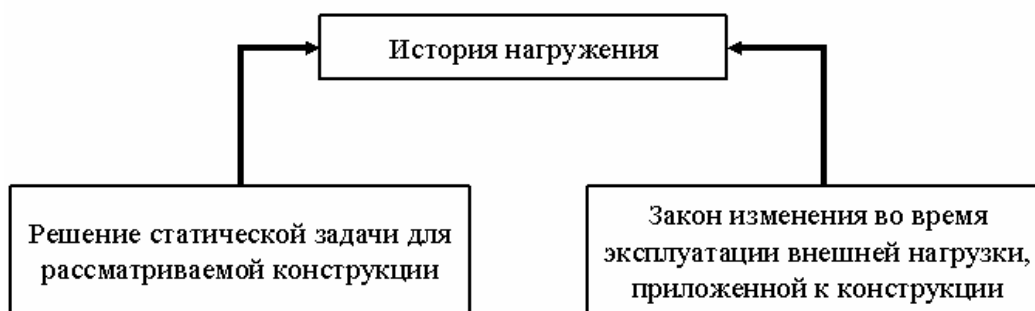 История нагружения
Решение статической задачи для
рассматриваемой конструкции
Закон изменения во время
эксплуатации внешней нагрузки,
приложенной к конструкции